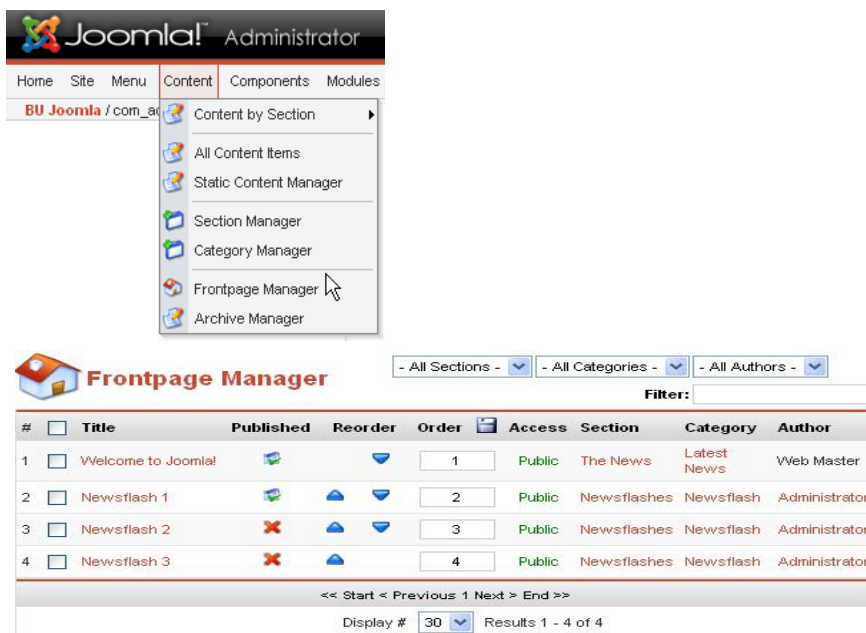 Joomla! Administrator
Home Site Menu Content Components Modules
BU Joomla / com_ad
Content by Section
All Content Items
Static Content Manager
Section Manager
Category Manager
Frontpage Manager
Archive Manager
Frontpage Manager
- All Sections - - All Categories - - All Authors -
Filter:
# Title Published Reorder Order Access Section Category Author
1 Welcome to Joomla! 1 Public The News Latest News Web Master
2 Newsflash 1 2 Public Newsflashes Newsflash Administrator
3 Newsflash 2 3 Public Newsflashes Newsflash Administrator
4 Newsflash 3 4 Public Newsflashes Newsflash Administrator
<< Start < Previous 1 Next > End >>
Display # 30 Results 1 - 4 of 4